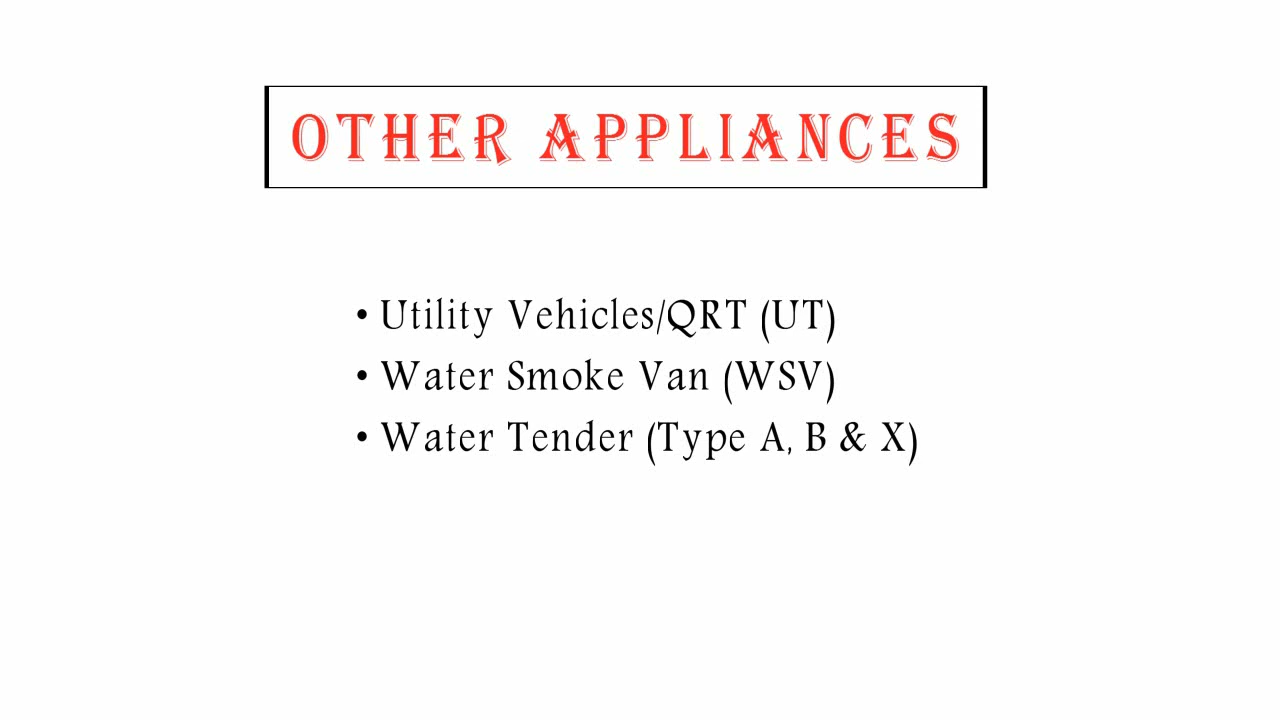 OTHER APPLIANCES
• Utility Vehicles/QRT (UT)
• Water Smoke Van (WSV)
• Water Tender (Type A, B & X)